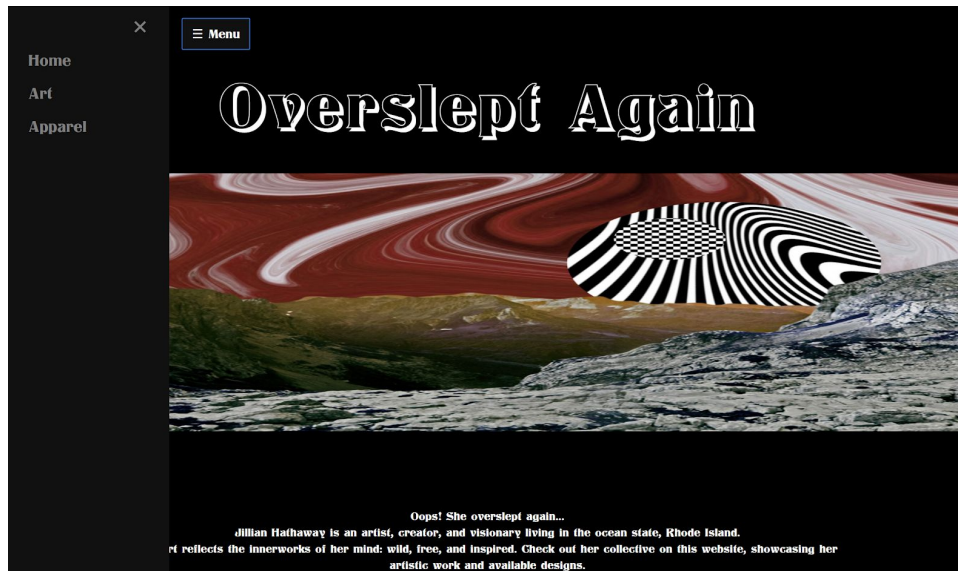 ×
☰ Menu
Home
Art
Apparel
Overslept Again
Oops! She overslept again...
Jillian Hathaway is an artist, creator, and visionary living in the ocean state, Rhode Island.
reflects the innerworks of her mind: wild, free, and inspired. Check out her collective on this website, showcasing her
artistic work and available designs.